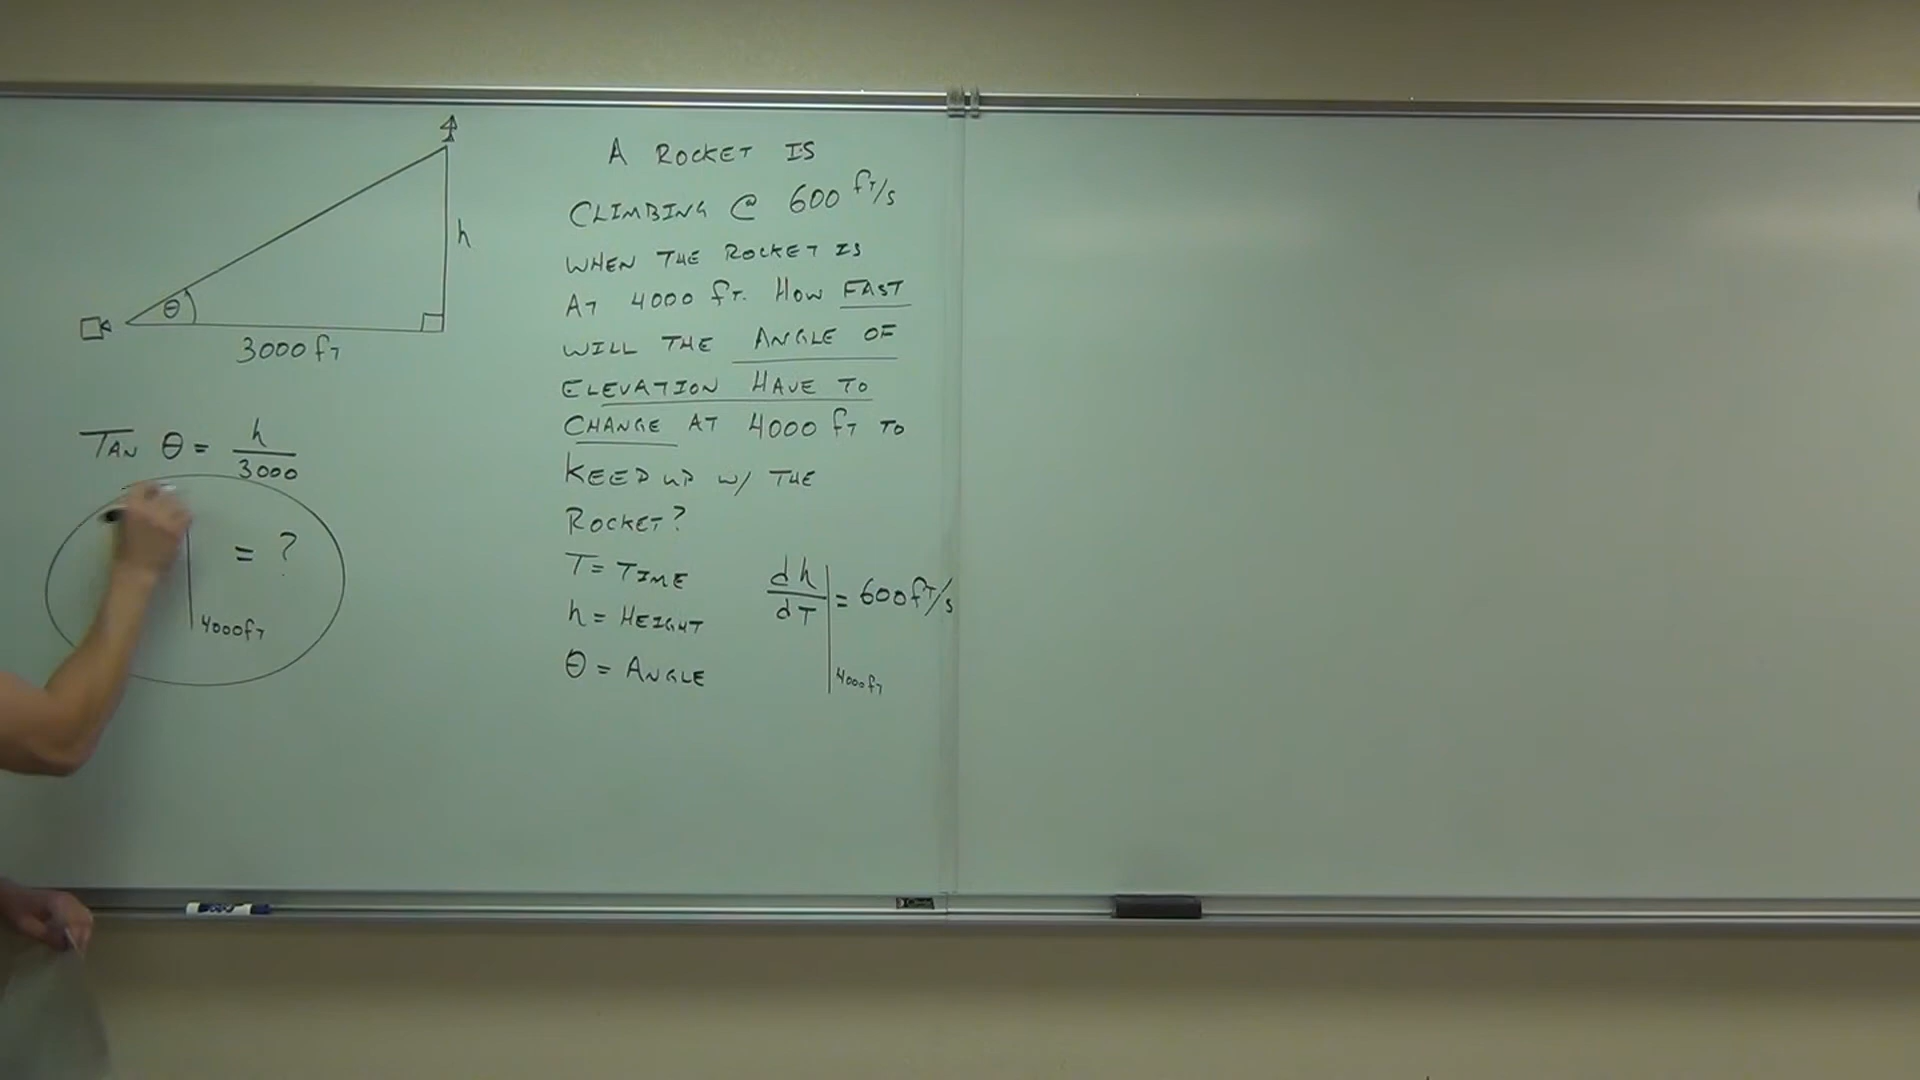 h
θ
3000 fT
TAN θ = h/3000
= ?
4000fT
A ROCKET IS
CLIMBING @ 600 fT/s
WHEN THE ROCKET IS
AT 4000 fT. HOW FAST
WILL THE ANGLE OF
ELEVATION HAVE TO
CHANGE AT 4000 fT TO
KEEP UP W/ THE
ROCKET?
T = TIME
h = HEIGHT
θ = ANGLE
dh/dT = 600fT/s
4000fT